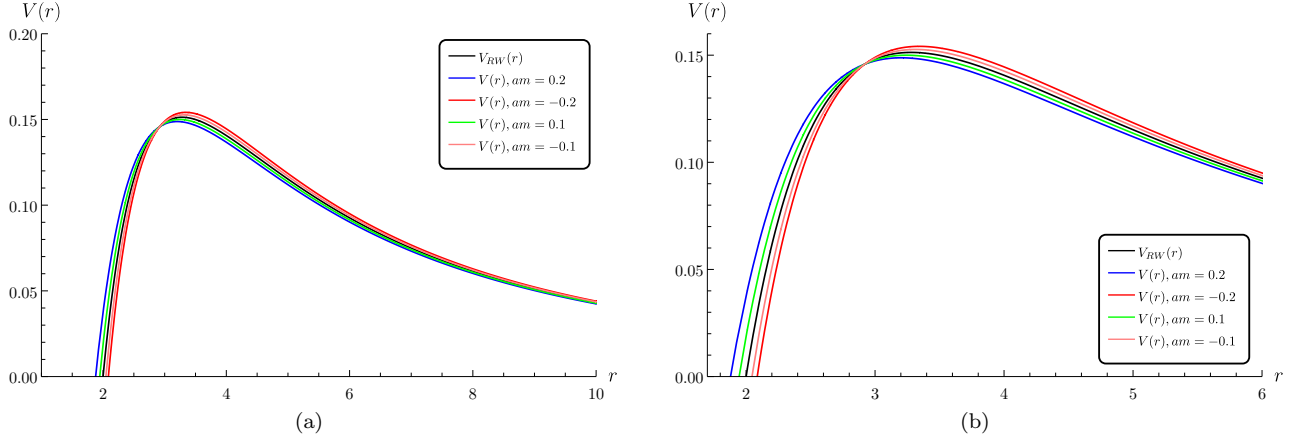 V(r)
0.20
0.15
0.10
0.05
0.00
2
4
6
8
10
r
V_{RW}(r)
V(r), am = 0.2
V(r), am = −0.2
V(r), am = 0.1
V(r), am = −0.1
(a)
V(r)
0.15
0.10
0.05
0.00
2
3
4
5
6
r
V_{RW}(r)
V(r), am = 0.2
V(r), am = −0.2
V(r), am = 0.1
V(r), am = −0.1
(b)